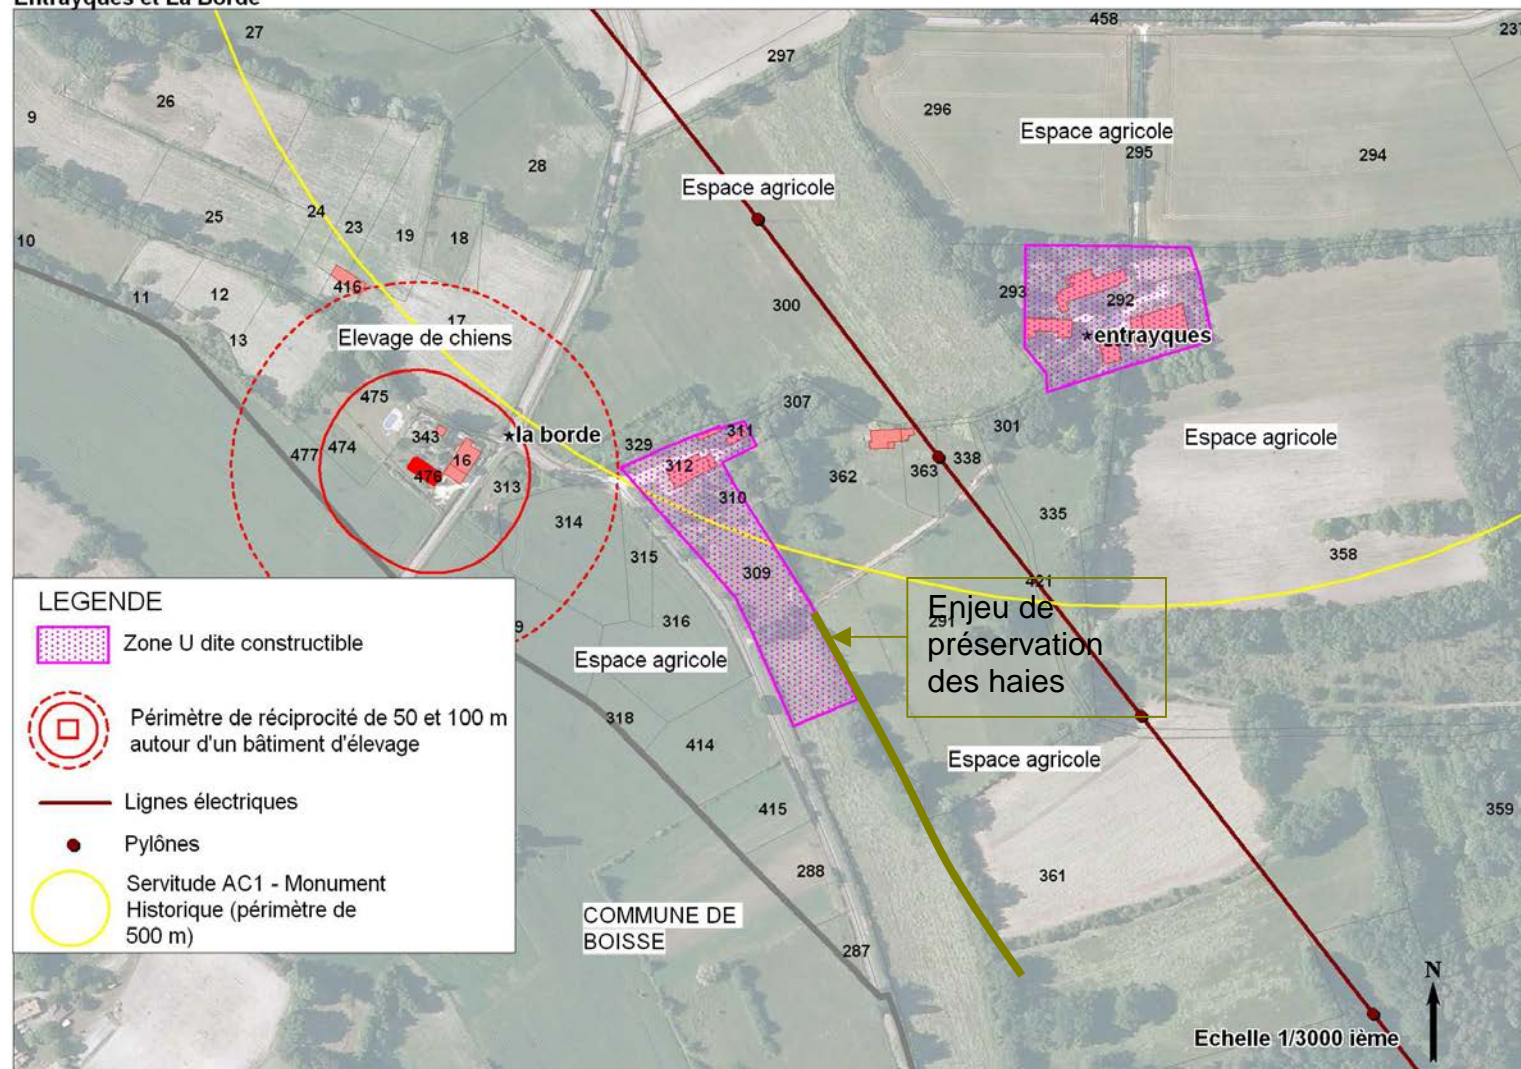 Entrayques et La Borde
458
237
27
297
26
296
9
Espace agricole
295
294
28
Espace agricole
25
24
23
19
18
10
416
11
12
13
17
Elevage de chiens
300
293
292
entrayques
475
307
311
301
Espace agricole
477
474
343
la borde
329
16
476
312
313
310
362
363
338
314
335
315
309
358
421
LEGENDE
Zone U dite constructible
Périmètre de réciprocité de 50 et 100 m
autour d'un bâtiment d'élevage
Lignes électriques
Pylônes
Servitude AC1 - Monument
Historique (périmètre de
500 m)
9
316
Espace agricole
291
Enjeu de
préservation
des haies
318
414
Espace agricole
415
359
288
361
COMMUNE DE
BOISSE
287
N
Echelle 1/3000 ième